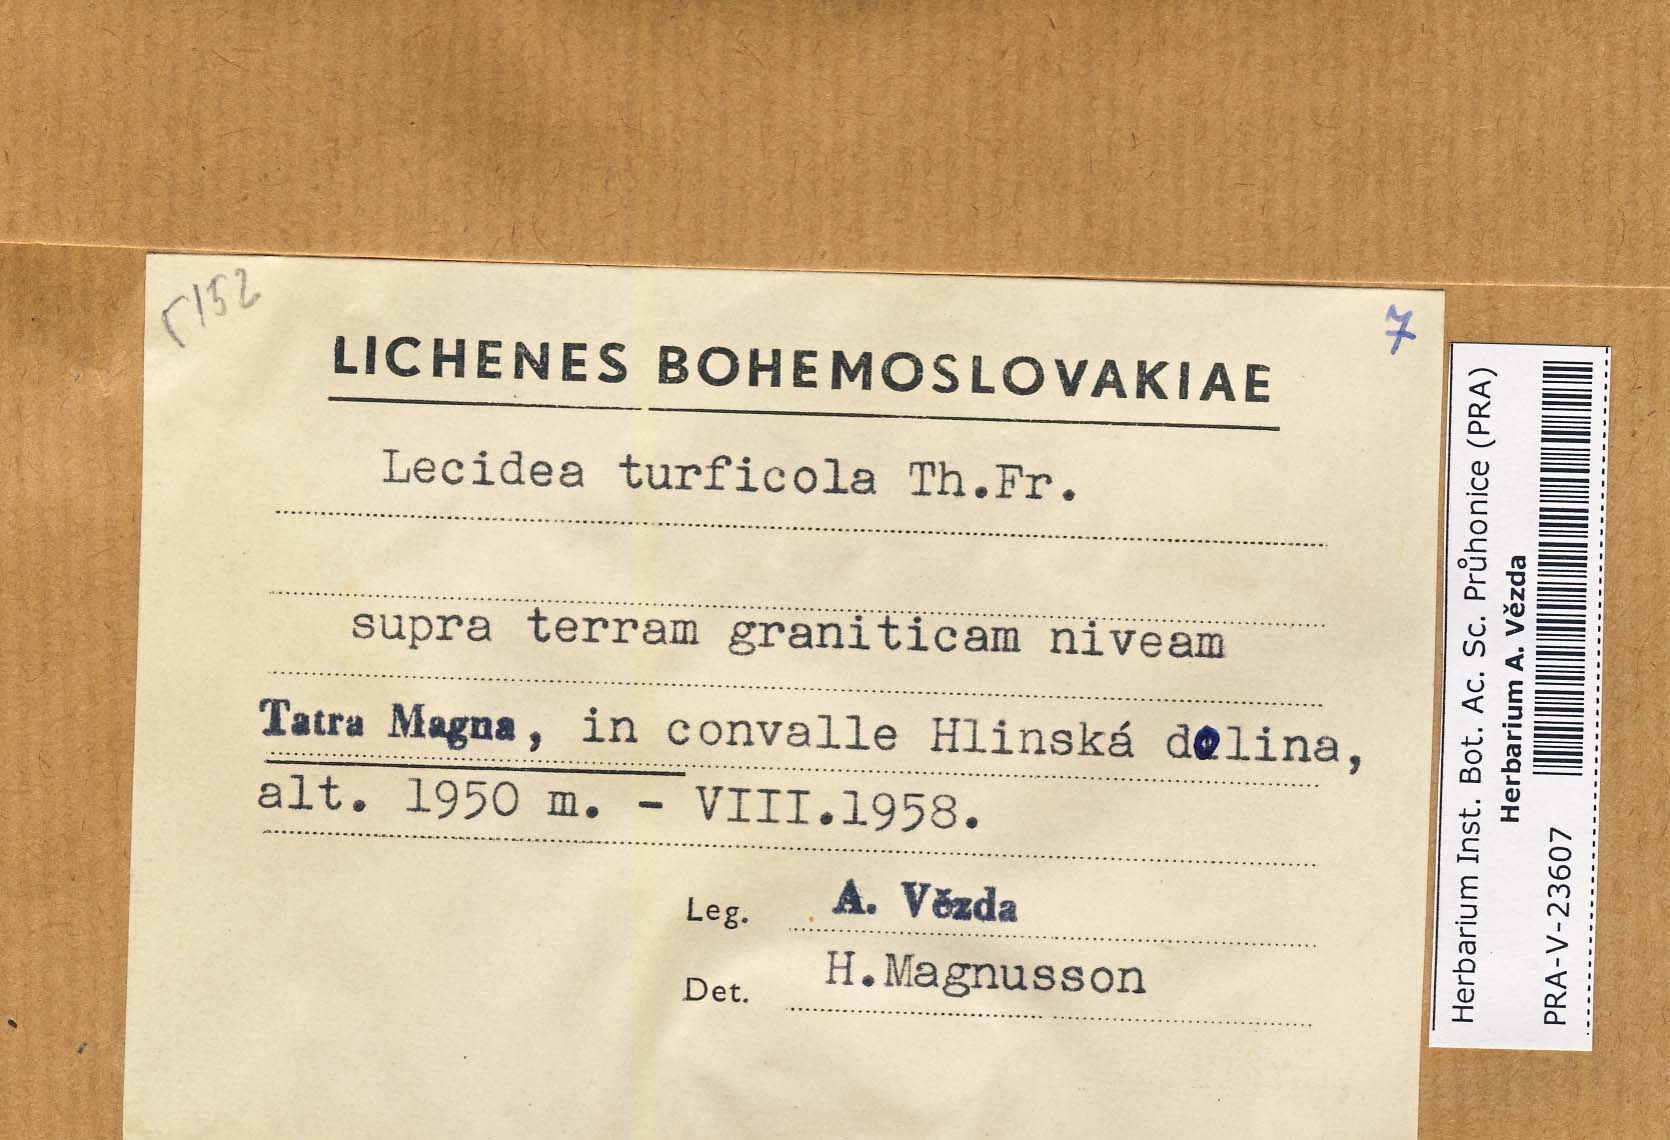 152
7
LICHENES BOHEMOSLOVAKIAE
Lecidea turficola Th.Fr.
supra terram graniticam niveam
Tatra Magna, in convalle Hlinská dolina,
alt. 1950 m. - VIII.1958.
Leg. A. Vězda
Det. H.Magnusson
Herbarium Inst. Bot. Ac. Sc. Průhonice (PRA)
Herbarium A. Vězda
PRA-V-23607